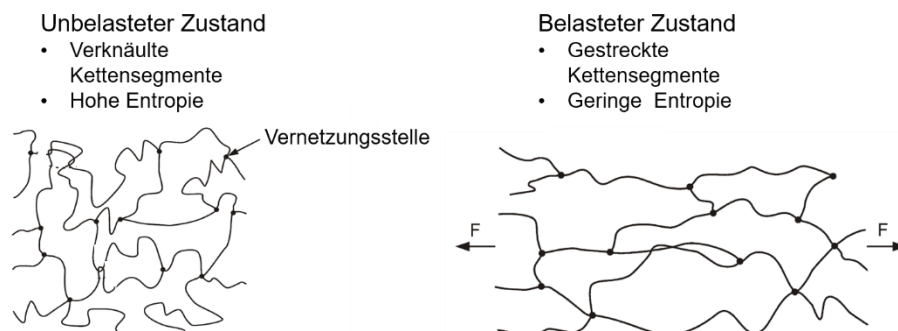 Unbelasteter Zustand
• Verknäulte
Kettensegmente
• Hohe Entropie
Vernetzungsstelle
Belasteter Zustand
• Gestreckte
Kettensegmente
• Geringe Entropie
F
F